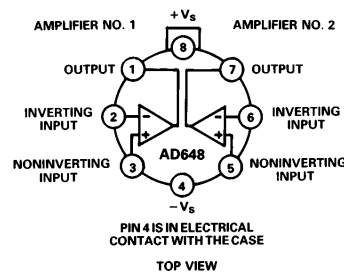 AMPLIFIER NO. 1
+VS
AMPLIFIER NO. 2
8
OUTPUT
1
7
OUTPUT
INVERTING
INPUT
2
−
−
6
INVERTING
INPUT
+
+
AD648
NONINVERTING
INPUT
3
5
NONINVERTING
INPUT
4
−VS
PIN 4 IS IN ELECTRICAL
CONTACT WITH THE CASE
TOP VIEW